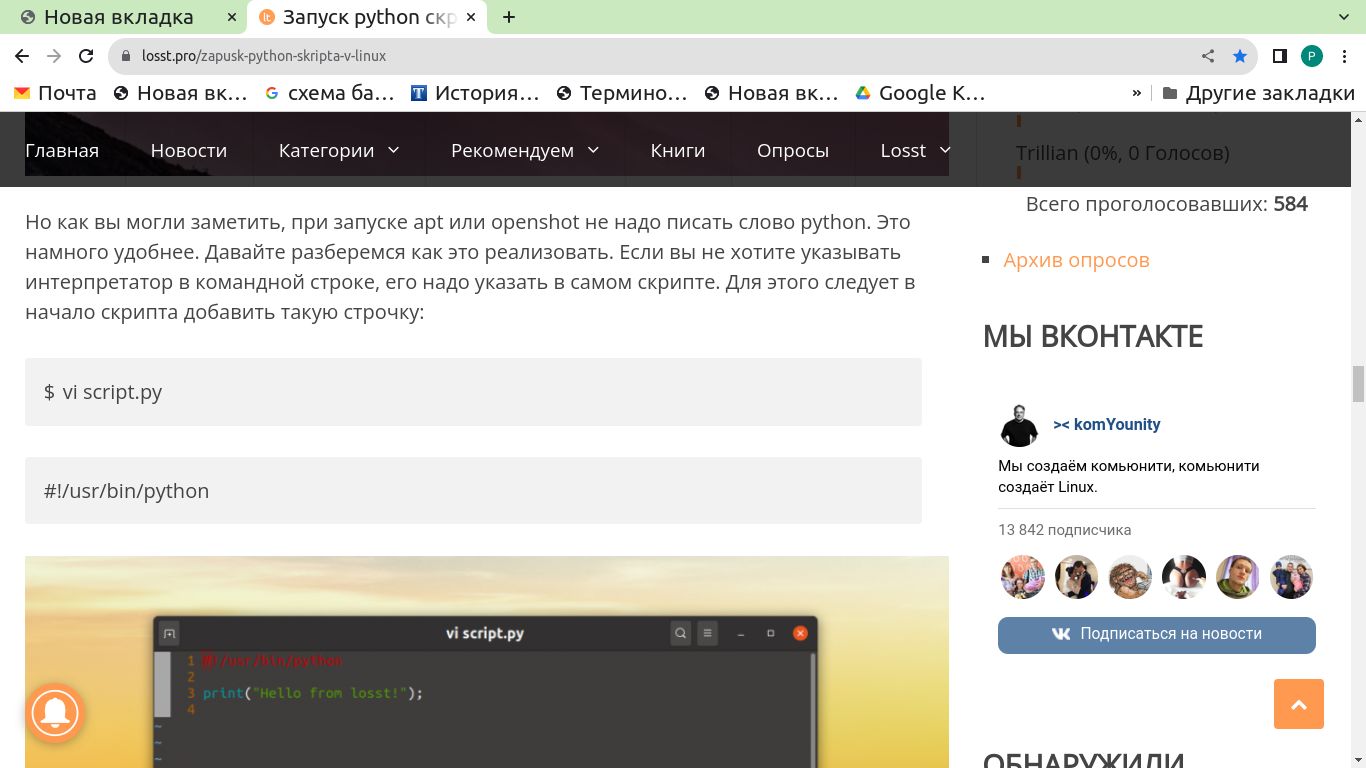 Новая вкладка
Запуск python скр
losst.pro/zapusk-python-skripta-v-linux
P
Почта
Новая вк...
схема ба...
История...
Термино...
Новая вк...
Google К...
»
Другие закладки
Главная
Новости
Категории
Рекомендуем
Книги
Опросы
Losst
Но как вы могли заметить, при запуске apt или openshot не надо писать слово python. Это
намного удобнее. Давайте разберемся как это реализовать. Если вы не хотите указывать
интерпретатор в командной строке, его надо указать в самом скрипте. Для этого следует в
начало скрипта добавить такую строчку:
$ vi script.py
#!/usr/bin/python
vi script.py
1 #!/usr/bin/python
2
3 print("Hello from losst!");
4
~
~
~
Trillian (0%, 0 Голосов)
Всего проголосовавших: 584
Архив опросов
МЫ ВКОНТАКТЕ
>< komYounity
Мы создаём комьюнити, комьюнити
создаёт Linux.
13 842 подписчика
Подписаться на новости
ОБНАРУЖИЛИ